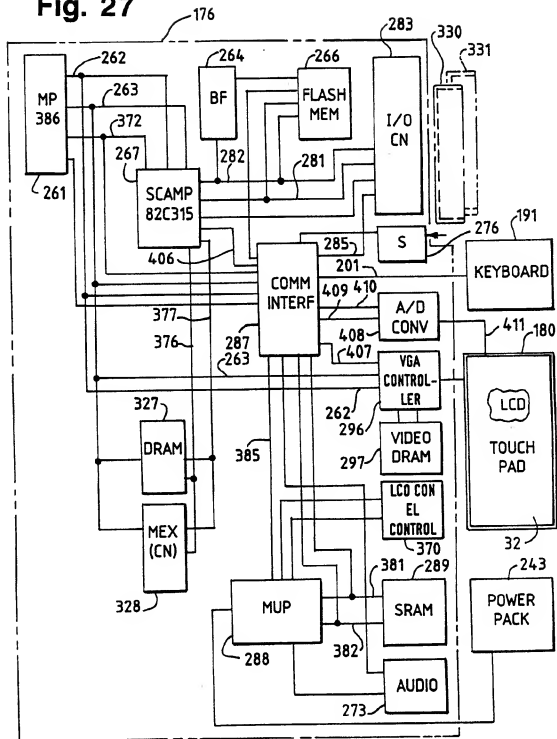 Fig. 27
176
262
264
266
283
330
331
MP
386
263
BF
FLASH
MEM
I/O
CN
372
267
282
281
261
SCAMP
82C315
S
276
191
285
406
COMM
INTERF
201
KEYBOARD
410
377
409
A/D
CONV
411
287
408
180
376
407
263
VGA
CONTROL-
LER
LCD
TOUCH
PAD
262
296
327
DRAM
385
297
VIDEO
DRAM
LCO CON
EL
CONTROL
MEX
(CN)
370
32
381
289
243
328
MUP
SRAM
POWER
PACK
288
382
AUDIO
273